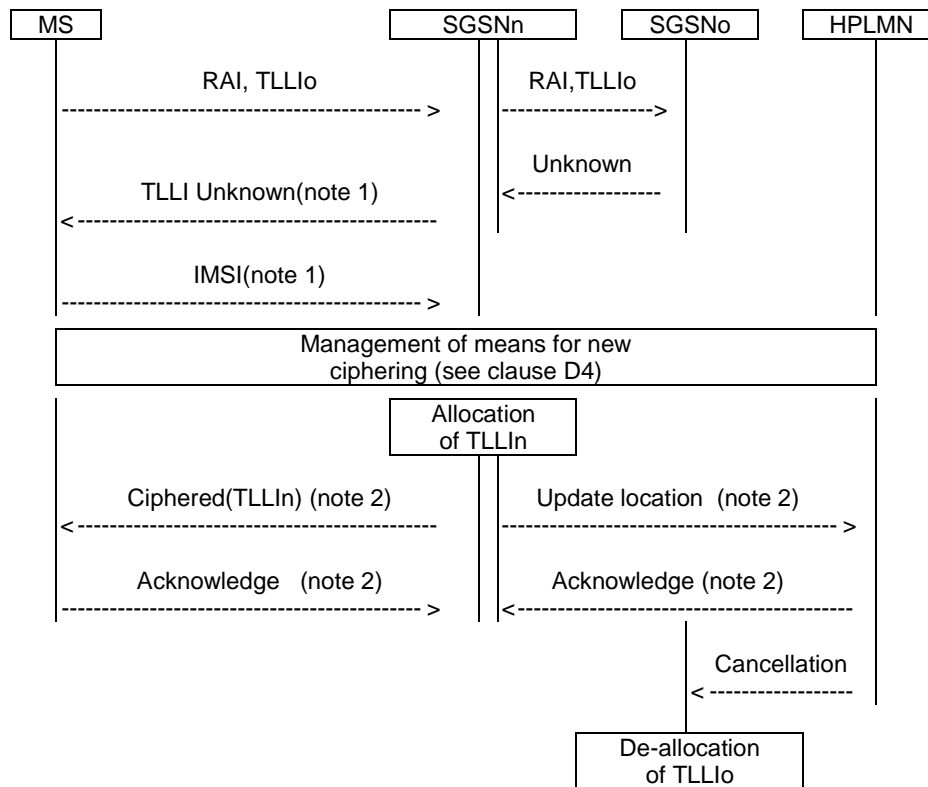 MS SGSNn SGSNo HPLMN
RAI, TLLIo RAI,TLLIo
Unknown
TLLI Unknown(note 1)
IMSI(note 1)
Management of means for new
ciphering (see clause D4)
Allocation
of TLLIn
Ciphered(TLLIn) (note 2) Update location (note 2)
Acknowledge (note 2) Acknowledge (note 2)
Cancellation
De-allocation
of TLLIo